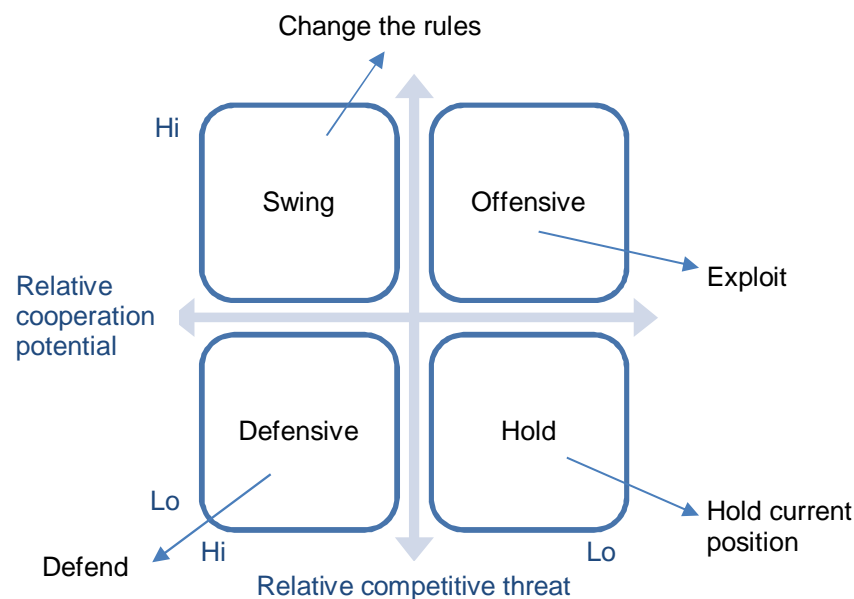 Change the rules
Hi
Swing
Offensive
Relative
cooperation
potential
Exploit
Defensive
Hold
Lo
Hi
Lo
Hold current
position
Defend
Relative competitive threat